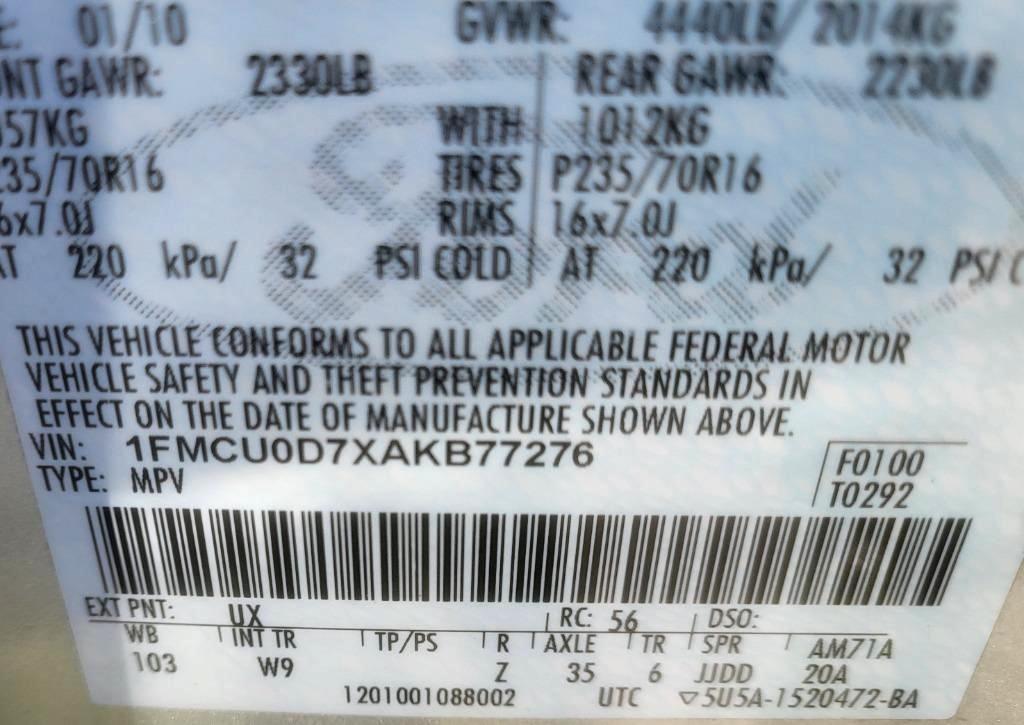 E: 01/10 GVWR: 4440LB/ 2014KG
NT GAWR: 2330LB REAR GAWR: 2230LB
057KG WITH 1012KG
235/70R16 TIRES P235/70R16
6x7.0J RIMS 16x7.0J
AT 220 kPa/ 32 PSI COLD AT 220 kPa/ 32 PSI C
THIS VEHICLE CONFORMS TO ALL APPLICABLE FEDERAL MOTOR
VEHICLE SAFETY AND THEFT PREVENTION STANDARDS IN
EFFECT ON THE DATE OF MANUFACTURE SHOWN ABOVE.
VIN: 1FMCU0D7XAKB77276
TYPE: MPV
F0100
T0292
EXT PNT: UX RC: 56 DSO:
WB INT TR TP/PS R AXLE TR SPR AM71A
103 W9 Z 35 6 JJDD 20A
1201001088002 UTC ▽5U5A-1520472-BA